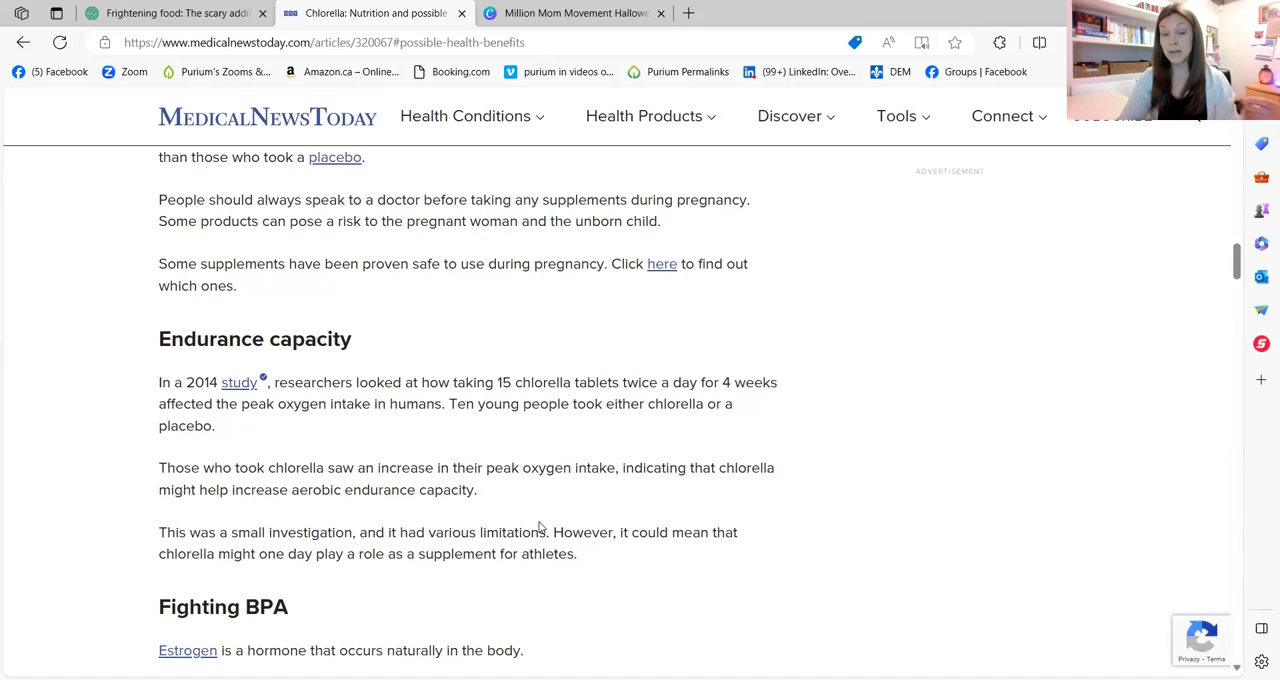 Frightening food: The scary addi
Chlorella: Nutrition and possible
Million Mom Movement Hallowe
https://www.medicalnewstoday.com/articles/320067#possible-health-benefits
(5) Facebook
Zoom
Purium's Zooms &...
Amazon.ca – Online...
Booking.com
purium in videos o...
Purium Permalinks
(99+) LinkedIn: Ove...
DEM
Groups | Facebook
MEDICALNEWSTODAY
Health Conditions
Health Products
Discover
Tools
Connect
than those who took a placebo.
ADVERTISEMENT
People should always speak to a doctor before taking any supplements during pregnancy.
Some products can pose a risk to the pregnant woman and the unborn child.
Some supplements have been proven safe to use during pregnancy. Click here to find out
which ones.
Endurance capacity
In a 2014 study, researchers looked at how taking 15 chlorella tablets twice a day for 4 weeks
affected the peak oxygen intake in humans. Ten young people took either chlorella or a
placebo.
Those who took chlorella saw an increase in their peak oxygen intake, indicating that chlorella
might help increase aerobic endurance capacity.
This was a small investigation, and it had various limitations. However, it could mean that
chlorella might one day play a role as a supplement for athletes.
Fighting BPA
Estrogen is a hormone that occurs naturally in the body.
Privacy - Terms